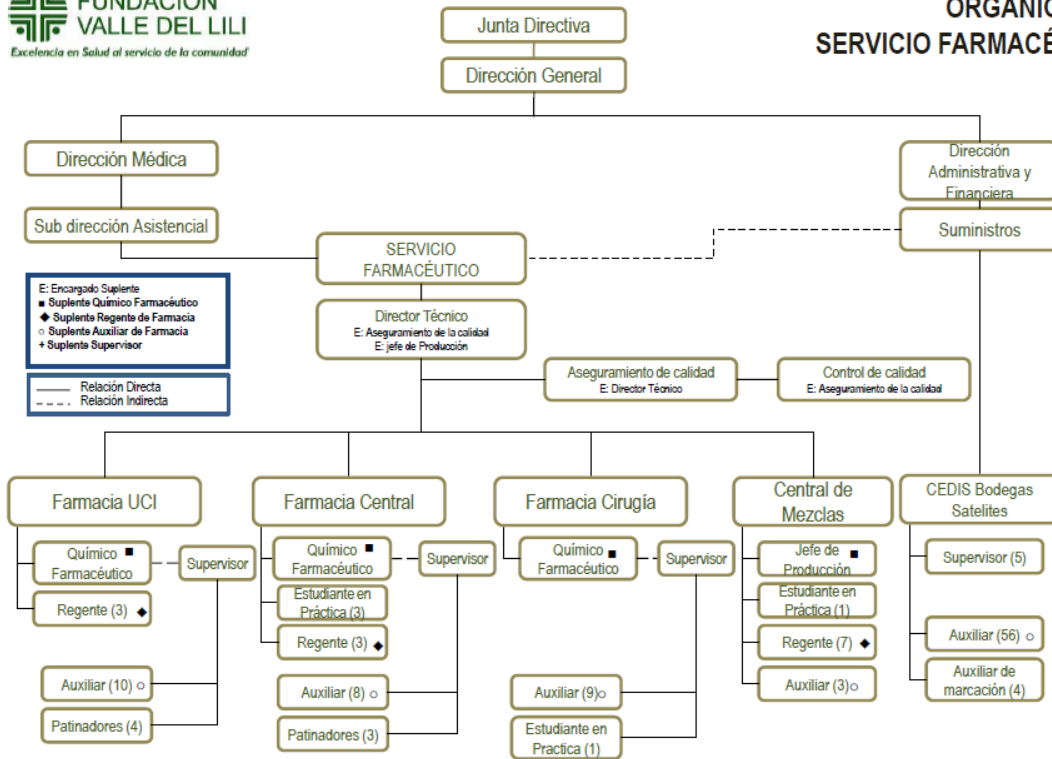 FUNDACIÓN
VALLE DEL LILI
Excelencia en Salud al servicio de la comunidad
SERVICIO
Junta Directiva
Dirección General
Dirección Médica
Dirección
Administrativa y
Financiera
Sub dirección Asistencial
Suministros
SERVICIO
FARMACÉUTICO
E: Encargado Suplente
■ Suplente Químico Farmacéutico
◆ Suplente Regente de Farmacia
○ Suplente Auxiliar de Farmacia
+ Suplente Supervisor
Relación Directa
Relación Indirecta
Director Técnico
E: Aseguramiento de la calidad
E: jefe de Producción
Aseguramiento de calidad
E: Director Técnico
Control de calidad
E: Aseguramiento de la calidad
Farmacia UCI
Químico ■
Farmacéutico
Supervisor
Regente (3) ◆
Auxiliar (10) ○
Patinadores (4)
Farmacia Central
Químico ■
Farmacéutico
Supervisor
Estudiante en
Práctica (3)
Regente (3) ◆
Auxiliar (8) ○
Patinadores (3)
Farmacia Cirugía
Químico ■
Farmacéutico
Supervisor
Auxiliar (9)○
Estudiante en
Practica (1)
Central de
Mezclas
Jefe de ■
Producción
Estudiante en
Práctica (1)
Regente (7) ◆
Auxiliar (3)○
CEDIS Bodegas
Satelites
Supervisor (5)
Auxiliar (56) ○
Auxiliar de
marcación (4)